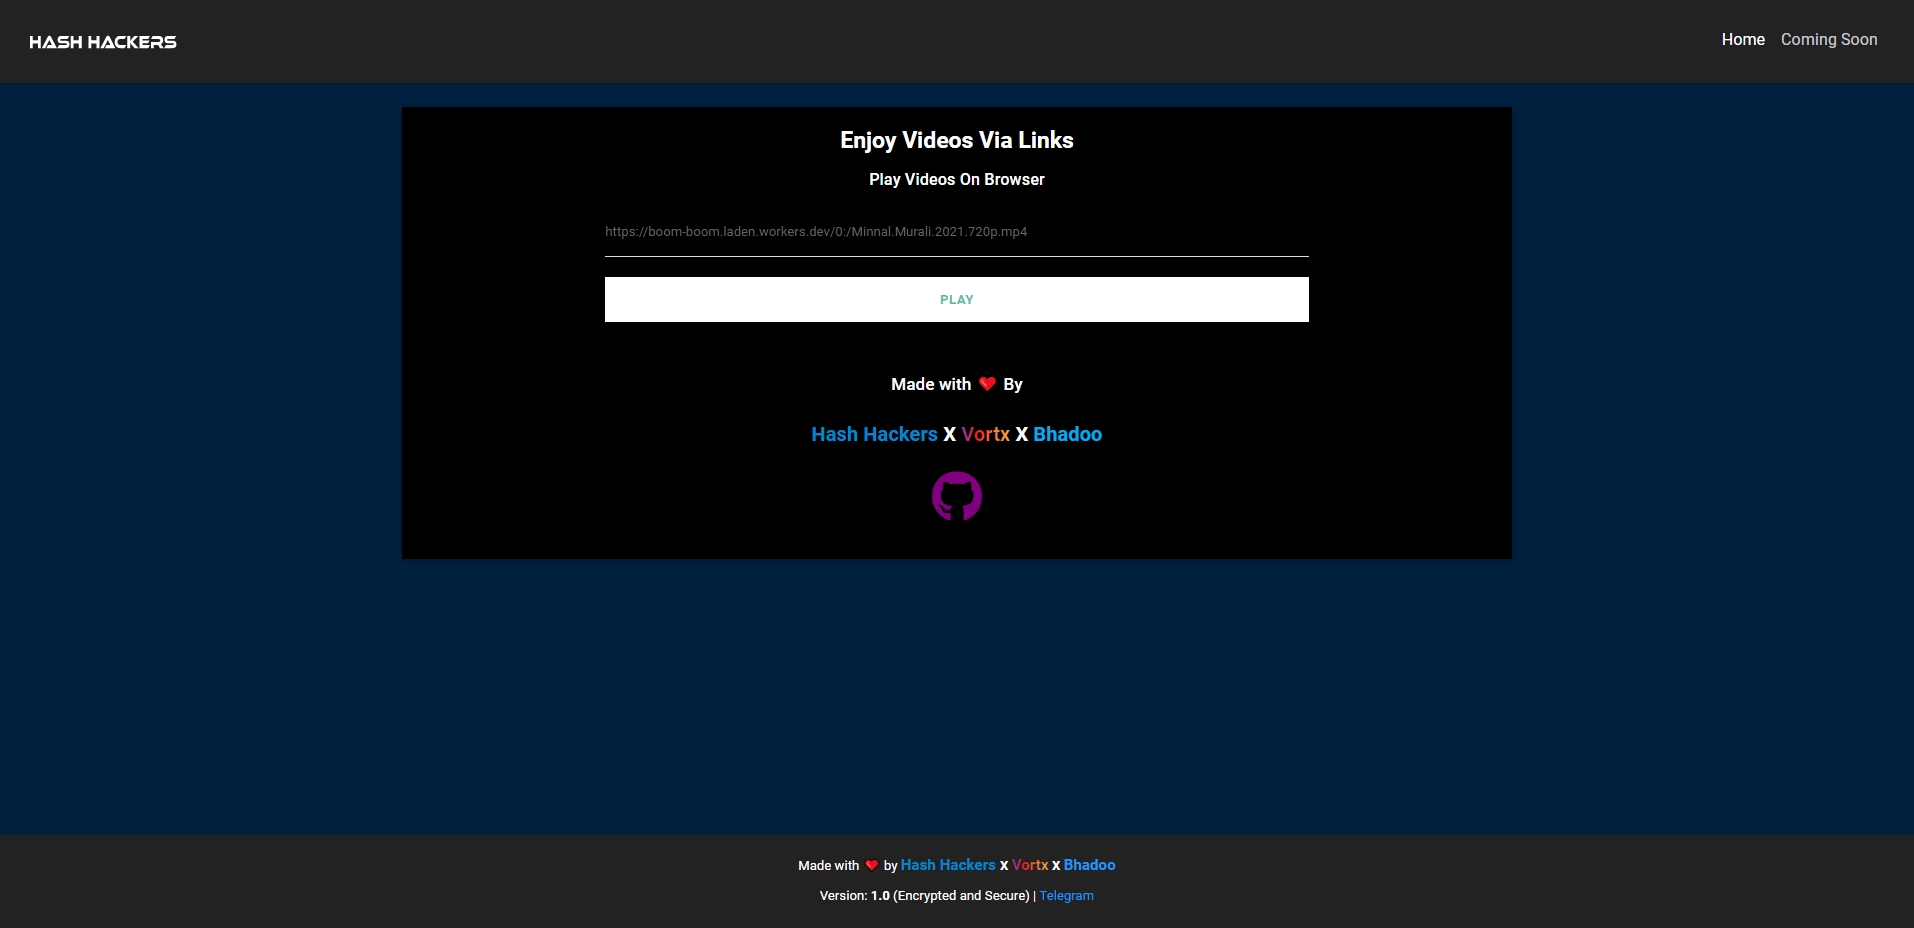 HASH HACKERS
Home Coming Soon
Enjoy Videos Via Links
Play Videos On Browser
https://boom-boom.laden.workers.dev/0:/Minnal.Murali.2021.720p.mp4
PLAY
Made with ❤️ By
Hash Hackers X Vortx X Bhadoo
Made with ❤️ by Hash Hackers X Vortx X Bhadoo
Version: 1.0 (Encrypted and Secure) | Telegram